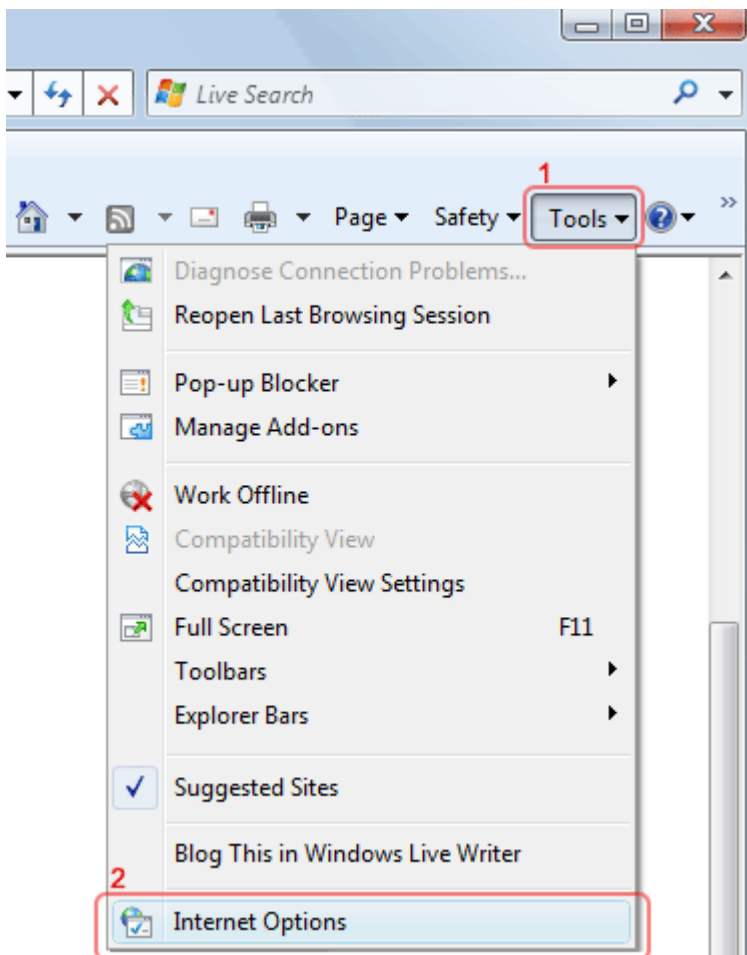 Live Search
1
Page Safety Tools
Diagnose Connection Problems...
Reopen Last Browsing Session
Pop-up Blocker
Manage Add-ons
Work Offline
Compatibility View
Compatibility View Settings
Full Screen F11
Toolbars
Explorer Bars
Suggested Sites
Blog This in Windows Live Writer
2
Internet Options